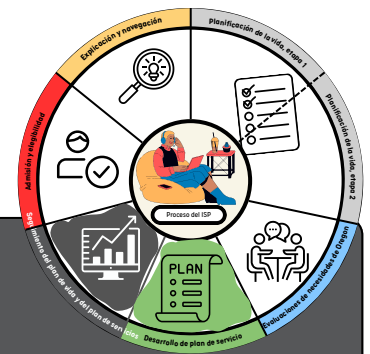 Explicación y navegación
Planificación de la vida, etapa 1
Planificación de la vida, etapa 2
Evaluaciones de necesidades de Oregon
Desarrollo de plan de servicio
PLAN
Seguimiento del plan de vida y del plan de servicios
Admisión y elegibilidad
Proceso del ISP